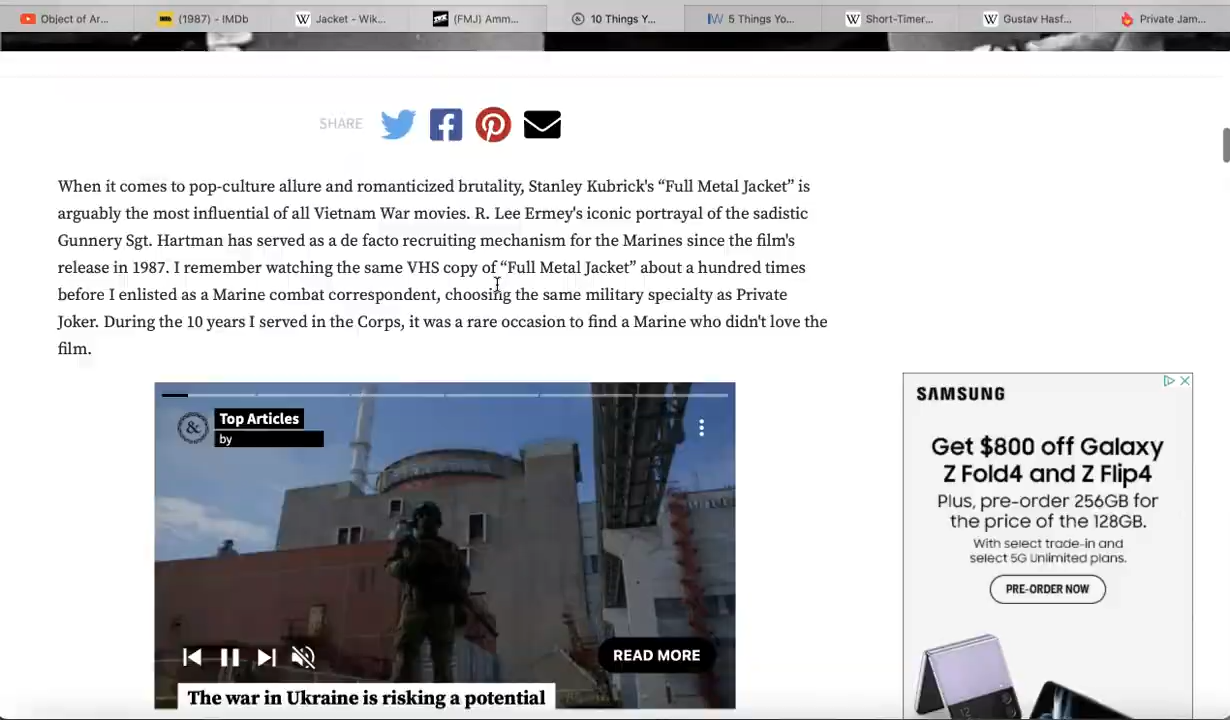 Object of Ar...
(1987) - IMDb
Jacket - Wik...
(FMJ) Amm...
10 Things Y...
5 Things Yo...
Short-Timer...
Gustav Hasf...
Private Jam...
SHARE
When it comes to pop-culture allure and romanticized brutality, Stanley Kubrick's “Full Metal Jacket” is
arguably the most influential of all Vietnam War movies. R. Lee Ermey's iconic portrayal of the sadistic
Gunnery Sgt. Hartman has served as a de facto recruiting mechanism for the Marines since the film's
release in 1987. I remember watching the same VHS copy of “Full Metal Jacket” about a hundred times
before I enlisted as a Marine combat correspondent, choosing the same military specialty as Private
Joker. During the 10 years I served in the Corps, it was a rare occasion to find a Marine who didn't love the
film.
&
Top Articles
by
READ MORE
The war in Ukraine is risking a potential
SAMSUNG
Get $800 off Galaxy
Z Fold4 and Z Flip4
Plus, pre-order 256GB for
the price of the 128GB.
With select trade-in and
select 5G Unlimited plans.
PRE-ORDER NOW